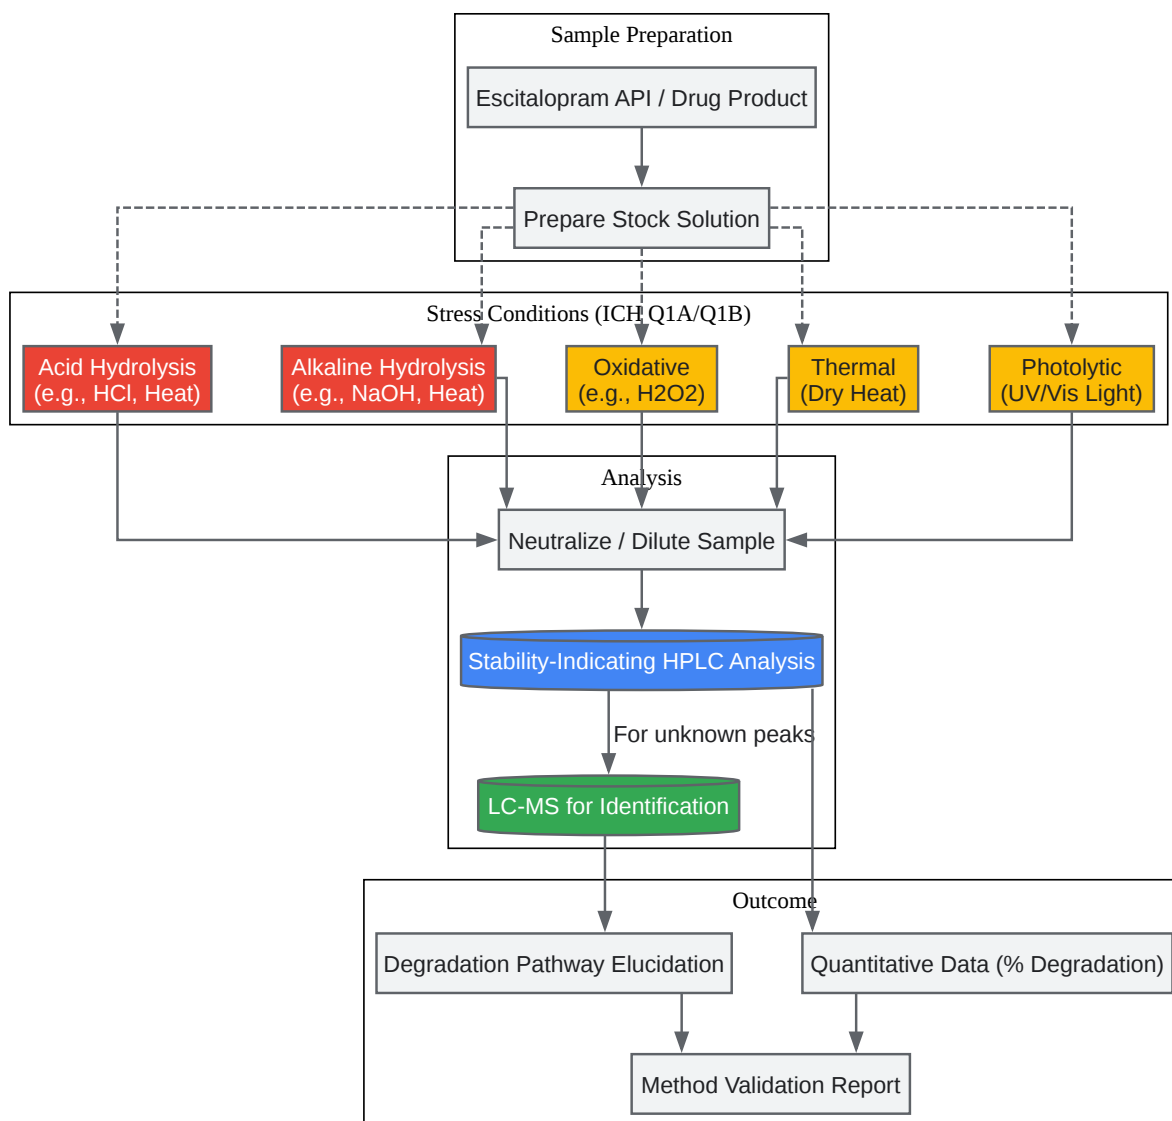 Sample Preparation
Escitalopram API / Drug Product
Prepare Stock Solution
Stress Conditions (ICH Q1A/Q1B)
Acid Hydrolysis
(e.g., HCl, Heat)
Alkaline Hydrolysis
(e.g., NaOH, Heat)
Oxidative
(e.g., H2O2)
Thermal
(Dry Heat)
Photolytic
(UV/Vis Light)
Analysis
Neutralize / Dilute Sample
Stability-Indicating HPLC Analysis
For unknown peaks
LC-MS for Identification
Outcome
Degradation Pathway Elucidation
Quantitative Data (% Degradation)
Method Validation Report